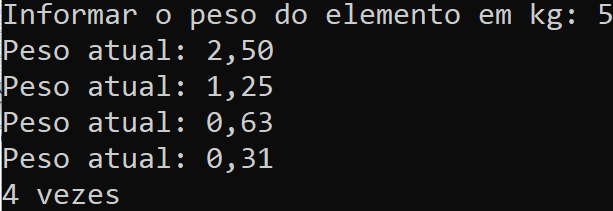 Informar o peso do elemento em kg: 5
Peso atual: 2,50
Peso atual: 1,25
Peso atual: 0,63
Peso atual: 0,31
4 vezes